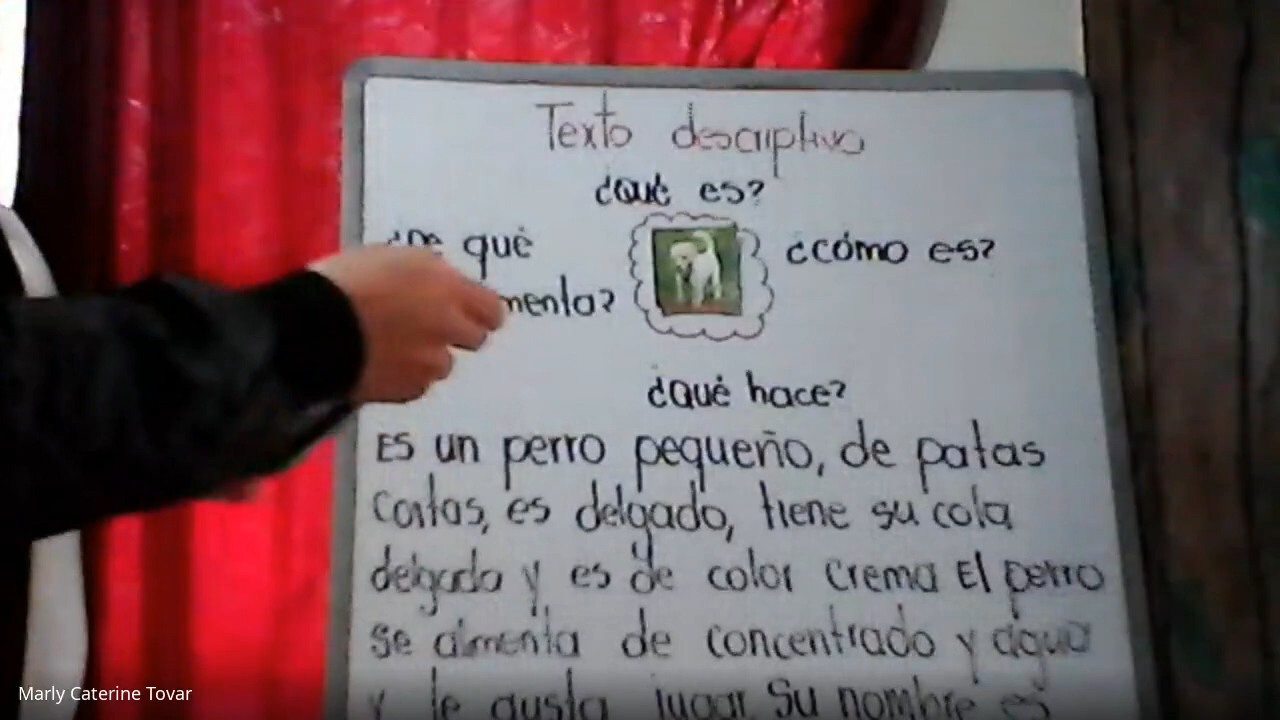 Texto descriptivo
¿Qué es?
¿De qué
menta?
¿cómo es?
¿Qué hace?
Es un perro pequeño, de patas
cortas, es delgado, tiene su cola
delgada y es de color crema El perro
se alimenta de concentrado y agua
y le gusta jugar Su nombre es
Marly Caterine Tovar